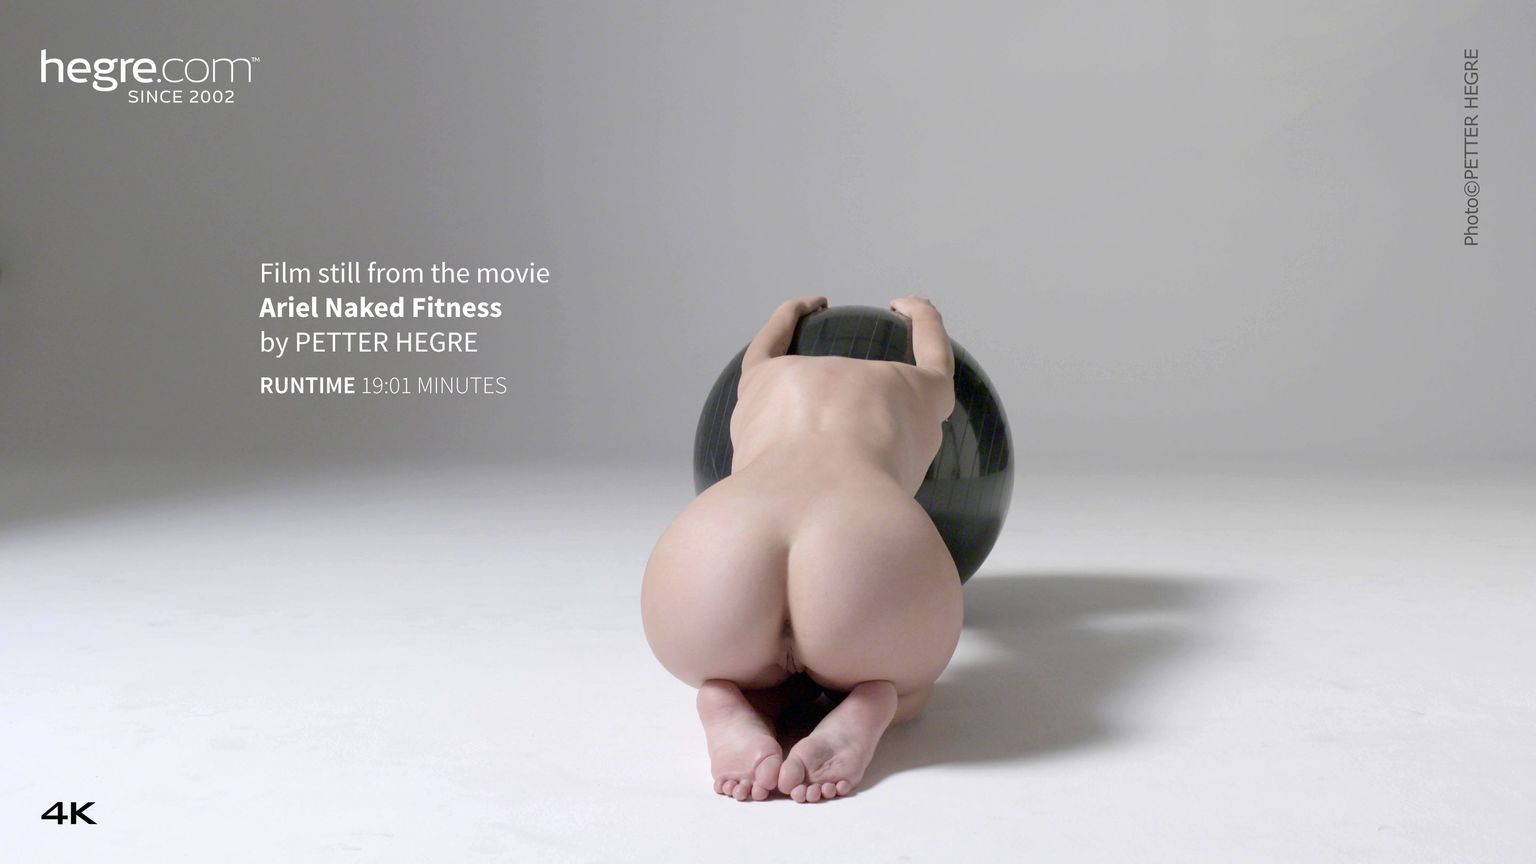 hegre.com™
SINCE 2002
Photo©PETTER HEGRE
Film still from the movie
Ariel Naked Fitness
by PETTER HEGRE
RUNTIME 19:01 MINUTES
4K